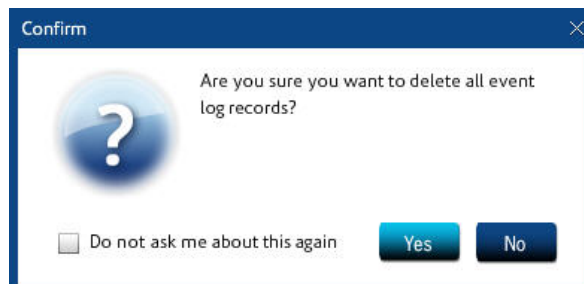 Confirm
Are you sure you want to delete all event
log records?
Do not ask me about this again
Yes
No